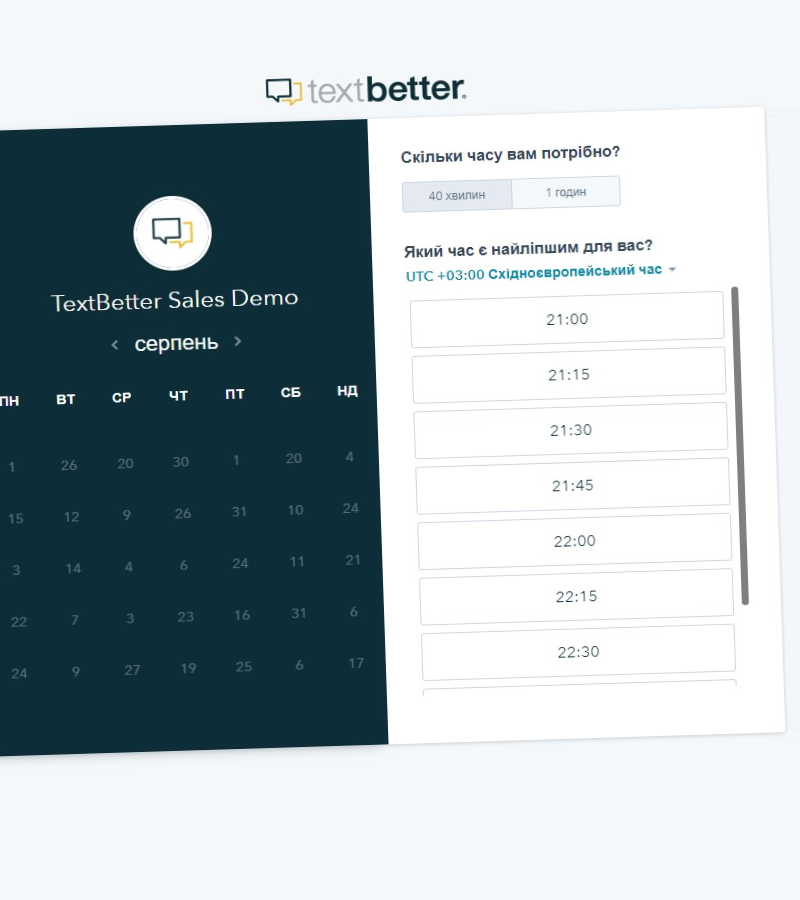 textbetter.
TextBetter Sales Demo
серпень
ПН ВТ СР ЧТ ПТ СБ НД
1 26 20 30 1 20 4
15 12 9 26 31 10 24
3 14 4 6 24 11 21
22 7 3 23 16 31 6
24 9 27 19 25 6 17
Скільки часу вам потрібно?
40 хвилин 1 годин
Який час є найліпшим для вас?
UTC +03:00 Східноєвропейський час
21:00
21:15
21:30
21:45
22:00
22:15
22:30